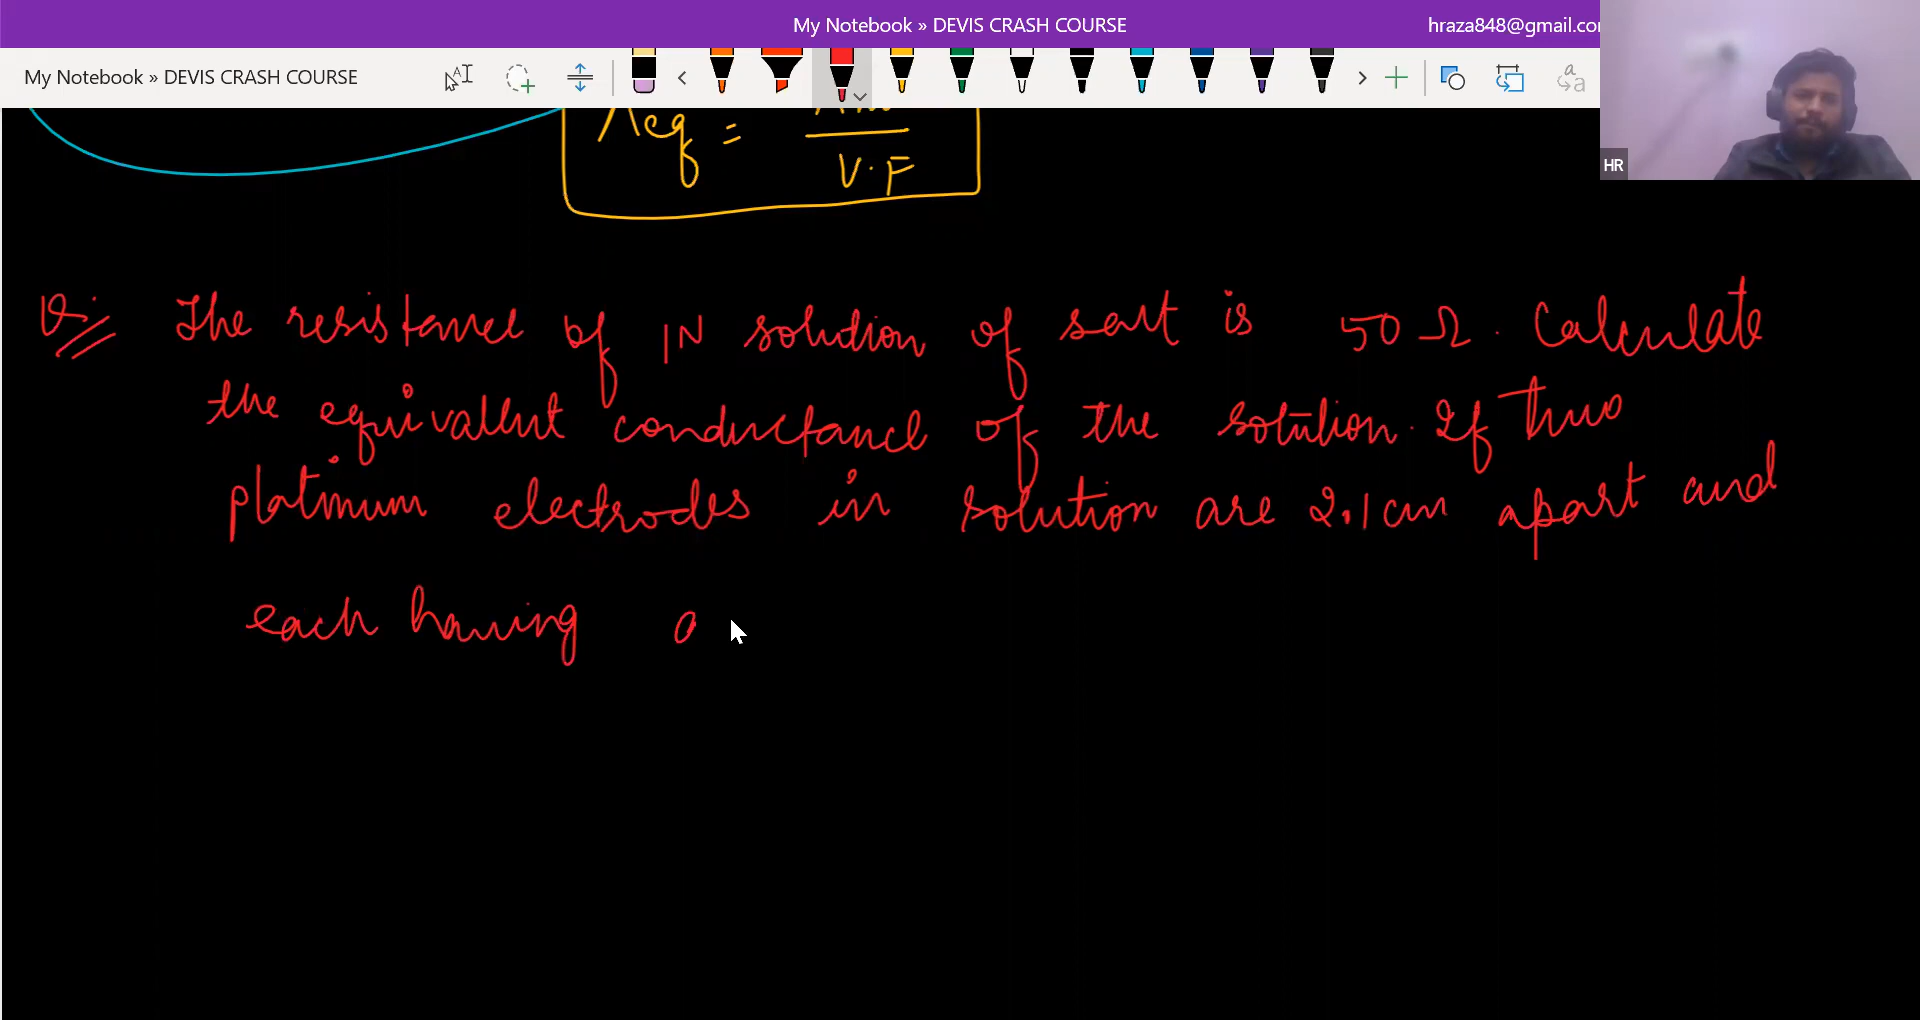 My Notebook » DEVIS CRASH COURSE
hraza848@gmail.co
My Notebook » DEVIS CRASH COURSE
HR
Λeq = Λm
V.F
Q:- The resistance of 1N solution of salt is 50 Ω. Calculate
the equivalent conductance of the solution. If two
platinum electrodes in solution are 2.1 cm apart and
each having a